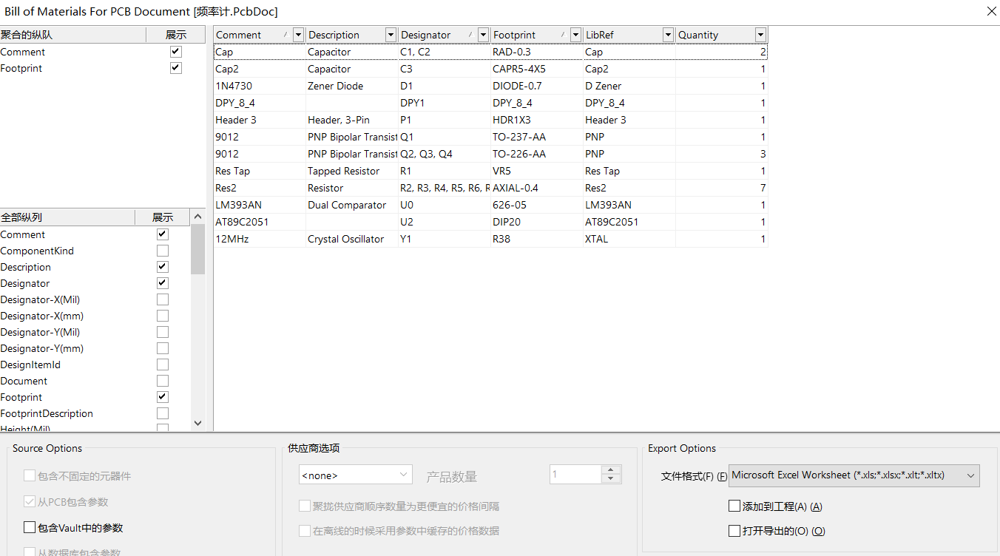 Bill of Materials For PCB Document [频率计.PcbDoc]
聚合的纵队 展示
Comment
Footprint
全部纵列 展示
Comment
ComponentKind
Description
Designator
Designator-X(Mil)
Designator-X(mm)
Designator-Y(Mil)
Designator-Y(mm)
DesignItemId
Document
Footprint
FootprintDescription
Height(Mil)
Comment Description Designator Footprint LibRef Quantity
Cap Capacitor C1, C2 RAD-0.3 Cap 2
Cap2 Capacitor C3 CAPR5-4X5 Cap2 1
1N4730 Zener Diode D1 DIODE-0.7 D Zener 1
DPY_8_4 DPY1 DPY_8_4 DPY_8_4 1
Header 3 Header, 3-Pin P1 HDR1X3 Header 3 1
9012 PNP Bipolar Transist Q1 TO-237-AA PNP 1
9012 PNP Bipolar Transist Q2, Q3, Q4 TO-226-AA PNP 3
Res Tap Tapped Resistor R1 VR5 Res Tap 1
Res2 Resistor R2, R3, R4, R5, R6, R AXIAL-0.4 Res2 7
LM393AN Dual Comparator U0 626-05 LM393AN 1
AT89C2051 U2 DIP20 AT89C2051 1
12MHz Crystal Oscillator Y1 R38 XTAL 1
Source Options
包含不固定的元器件
从PCB包含参数
包含Vault中的参数
从数据库包含参数
供应商选项
<none> 产品数量 1
聚拢供应商顺序数量为更便宜的价格间隔
在离线的时候采用参数中缓存的价格数据
Export Options
文件格式(F) (F) Microsoft Excel Worksheet (*.xls;*.xlsx;*.xlt;*.xltx)
添加到工程(A) (A)
打开导出的(O) (O)